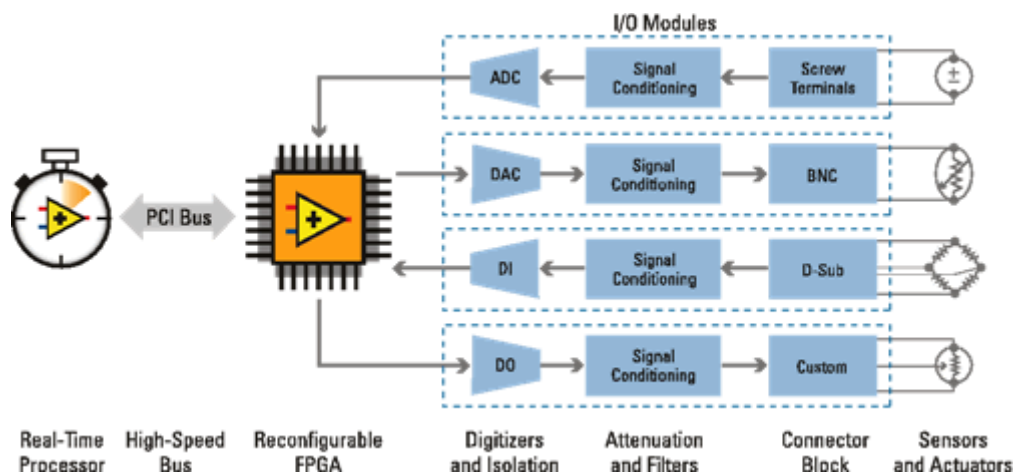 I/O Modules
ADC
Signal
Conditioning
Screw
Terminals
DAC
Signal
Conditioning
BNC
PCI Bus
DI
Signal
Conditioning
D-Sub
DO
Signal
Conditioning
Custom
Real-Time
Processor
High-Speed
Bus
Reconfigurable
FPGA
Digitizers
and Isolation
Attenuation
and Filters
Connector
Block
Sensors
and Actuators